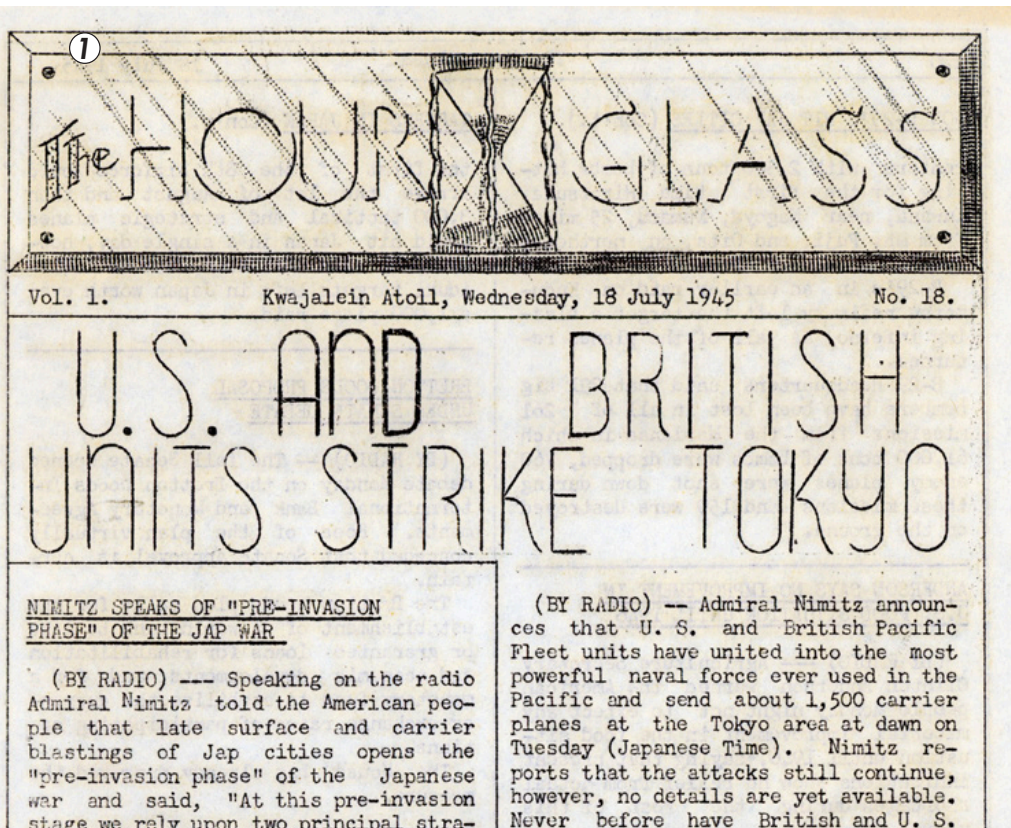 1
The HOUR GLASS
Vol. 1. Kwajalein Atoll, Wednesday, 18 July 1945 No. 18.
U.S. AND BRITISH
JOIN TO STRIKE TOKYO
NIMITZ SPEAKS OF "PRE-INVASION
PHASE" OF THE JAP WAR
(BY RADIO) -- Speaking on the radio
Admiral Nimitz told the American peo-
ple that late surface and carrier
blastings of Jap cities opens the
"pre-invasion phase" of the Japanese
war and said, "At this pre-invasion
stage we rely upon two principal stra-
(BY RADIO) -- Admiral Nimitz announ-
ces that U. S. and British Pacific
Fleet units have united into the most
powerful naval force ever used in the
Pacific and send about 1,500 carrier
planes at the Tokyo area at dawn on
Tuesday (Japanese Time). Nimitz re-
ports that the attacks still continue,
however, no details are yet available.
Never before have British and U. S.